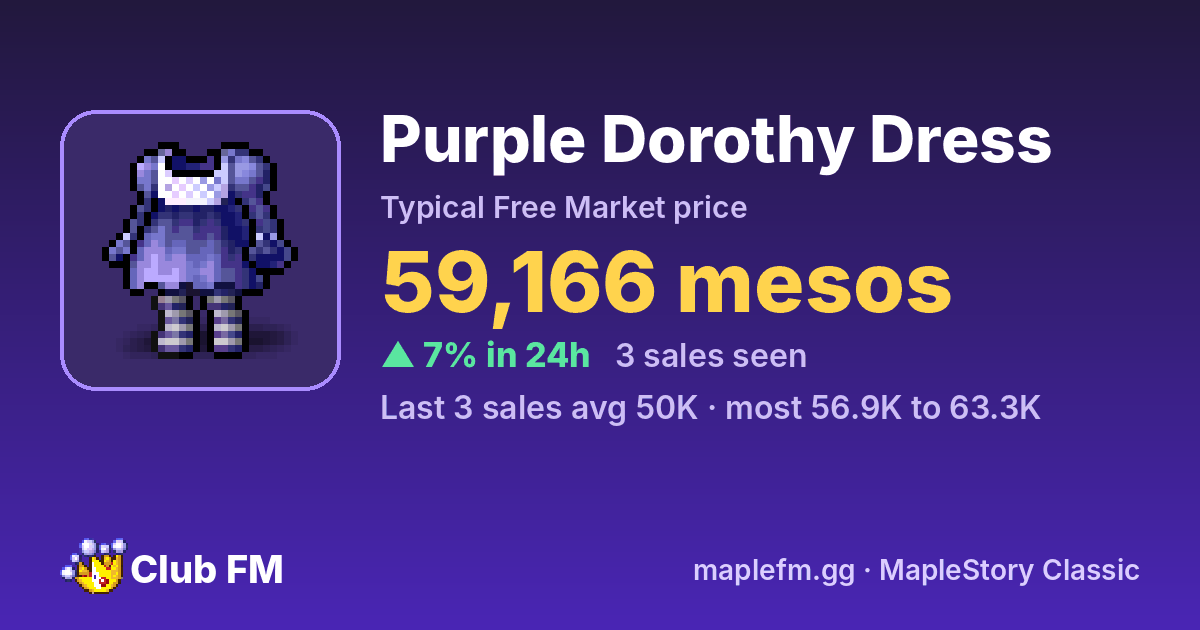 Purple Dorothy Dress
Typical Free Market price
59,166 mesos
▲ 7% in 24h 3 sales seen
Last 3 sales avg 50K · most 56.9K to 63.3K
Club FM
maplefm.gg · MapleStory Classic